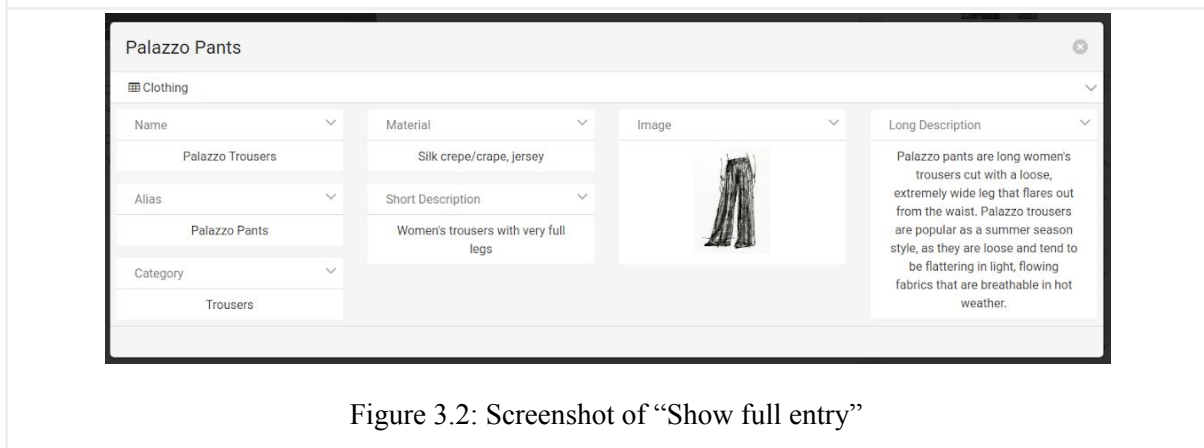 Palazzo Pants
Clothing
Name
Palazzo Trousers
Alias
Palazzo Pants
Category
Trousers
Material
Silk crepe/crape, jersey
Short Description
Women's trousers with very full
legs
Image
Long Description
Palazzo pants are long women's
trousers cut with a loose,
extremely wide leg that flares out
from the waist. Palazzo trousers
are popular as a summer season
style, as they are loose and tend to
be flattering in light, flowing
fabrics that are breathable in hot
weather.
Figure 3.2: Screenshot of “Show full entry”